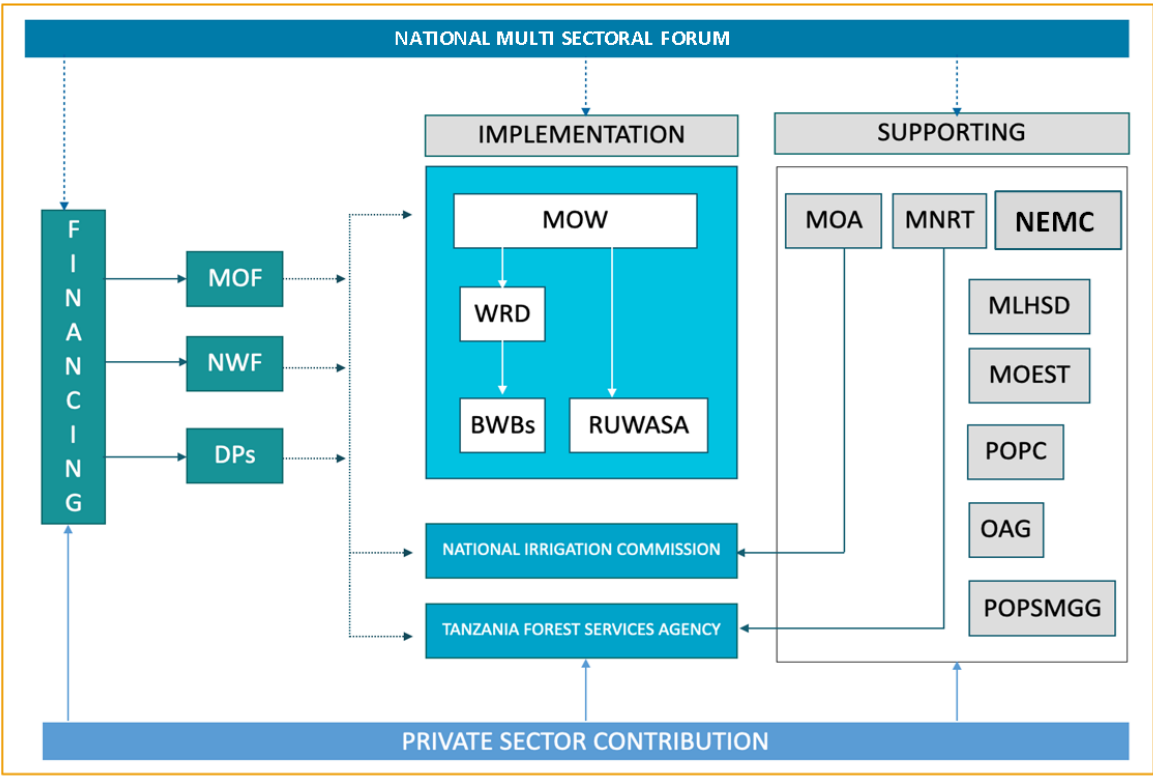 NATIONAL MULTI SECTORAL FORUM
IMPLEMENTATION
SUPPORTING
FINANCING
MOF
NWF
DPs
MOW
WRD
BWBs
RUWASA
NATIONAL IRRIGATION COMMISSION
TANZANIA FOREST SERVICES AGENCY
MOA
MNRT
NEMC
MLHSD
MOEST
POPC
OAG
POPSMGG
PRIVATE SECTOR CONTRIBUTION